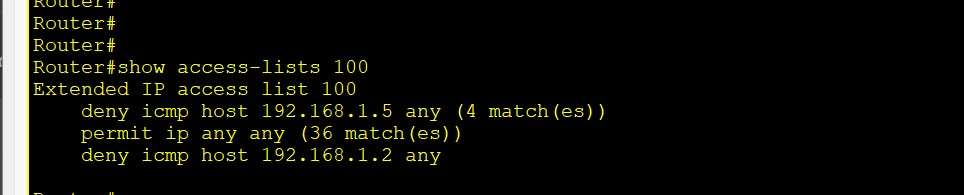 Router#
Router#
Router#
Router#show access-lists 100
Extended IP access list 100
    deny icmp host 192.168.1.5 any (4 match(es))
    permit ip any any (36 match(es))
    deny icmp host 192.168.1.2 any
Router#